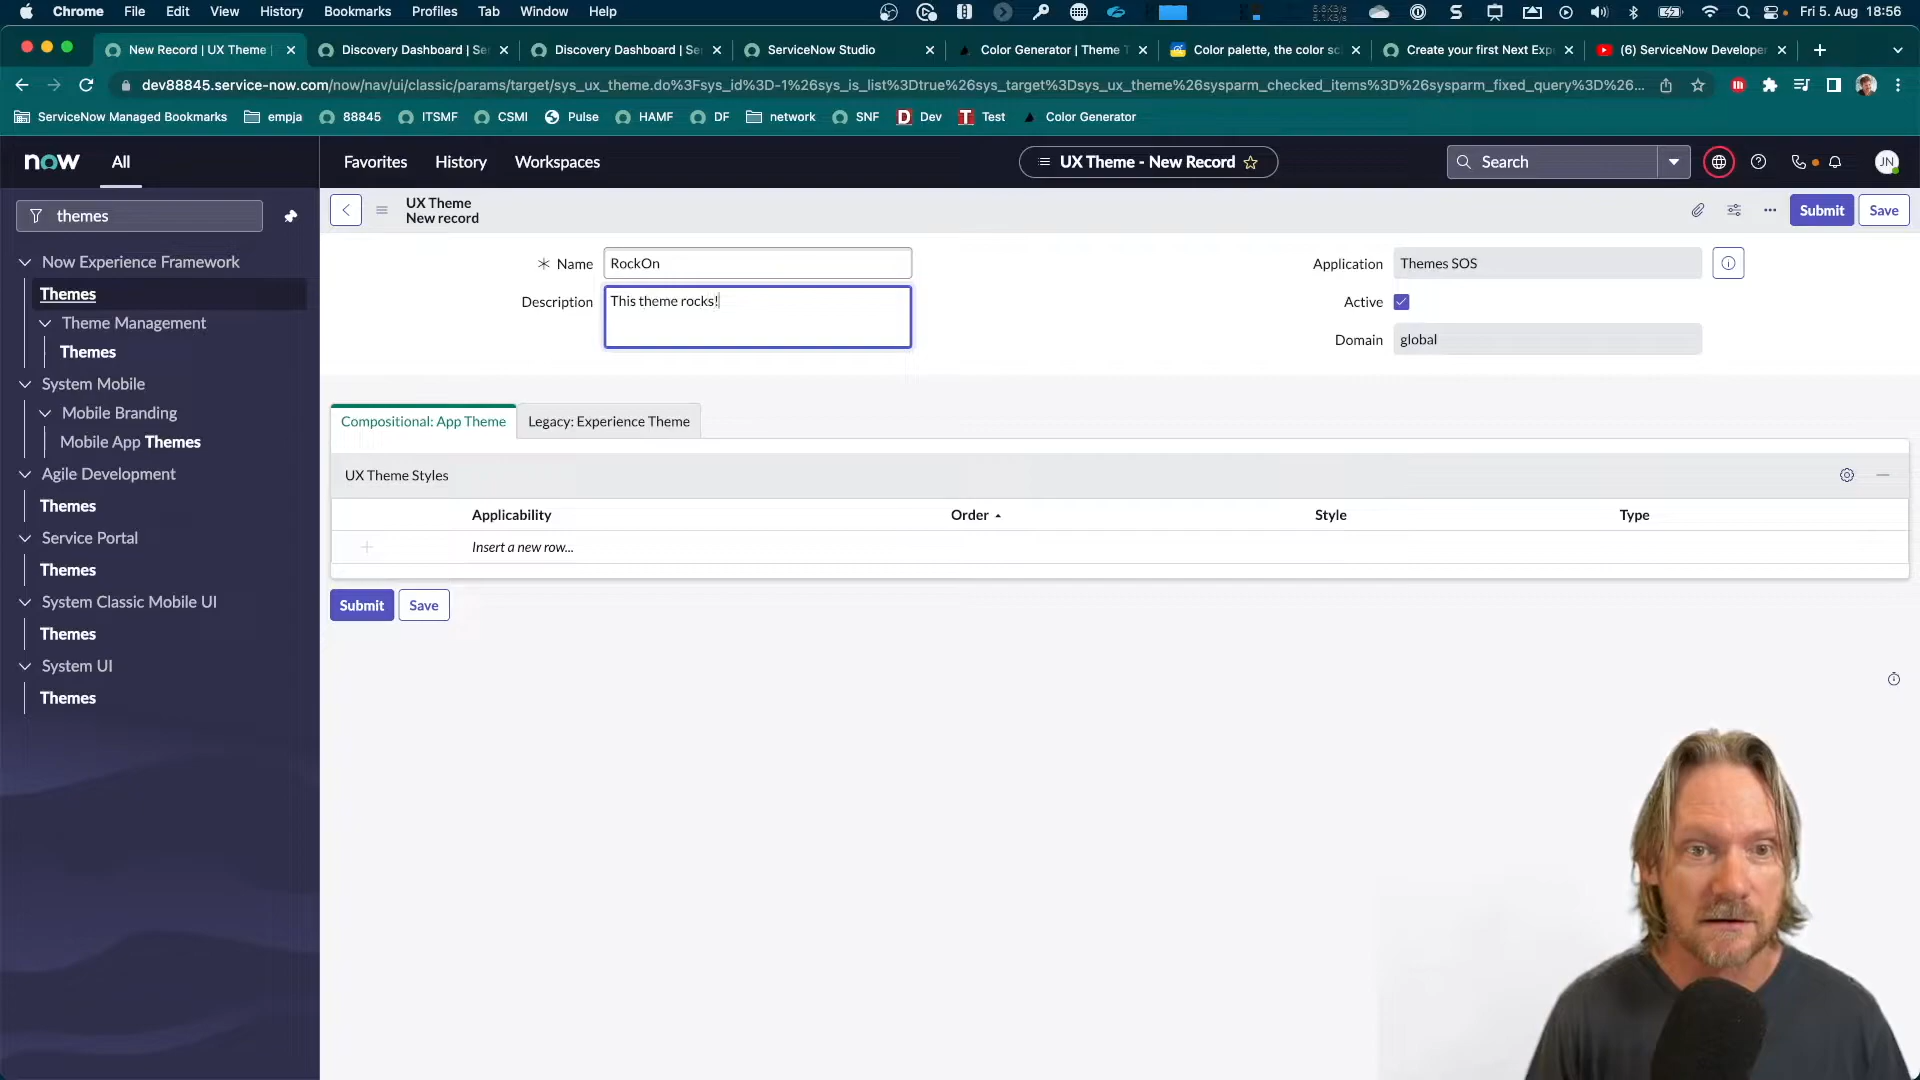 Chrome File Edit View History Bookmarks Profiles Tab Window Help Fri 5. Aug 18:56
New Record | UX Theme Discovery Dashboard | Se Discovery Dashboard | Se ServiceNow Studio Color Generator | Theme T Color palette, the color sc Create your first Next Exp (6) ServiceNow Developer
dev88845.service-now.com/now/nav/ui/classic/params/target/sys_ux_theme.do%3Fsys_id%3D-1%26sys_is_list%3Dtrue%26sys_target%3Dsys_ux_theme%26sysparm_checked_items%3D%26sysparm_fixed_query%3D%26...
ServiceNow Managed Bookmarks empja 88845 ITSMF CSMI Pulse HAMF DF network SNF Dev Test Color Generator
now All Favorites History Workspaces UX Theme - New Record Search JN
themes
UX Theme
New record
Submit Save
Now Experience Framework
Themes
Theme Management
Themes
System Mobile
Mobile Branding
Mobile App Themes
Agile Development
Themes
Service Portal
Themes
System Classic Mobile UI
Themes
System UI
Themes
Name RockOn Application Themes SOS
Description This theme rocks! Active
Domain global
Compositional: App Theme Legacy: Experience Theme
UX Theme Styles
Applicability Order Style Type
Insert a new row...
Submit Save